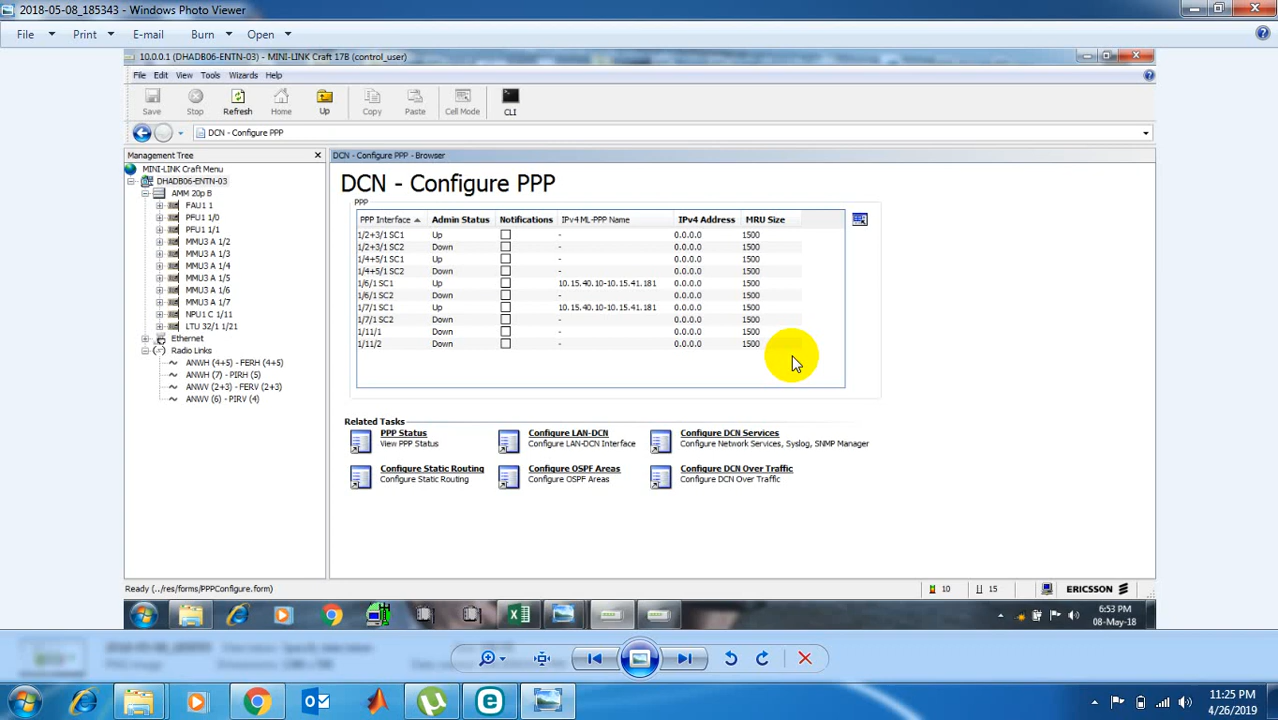 2018-05-08_185343 - Windows Photo Viewer
File Print E-mail Burn Open
10.0.0.1 (DHADB06-ENTN-03) - MINI-LINK Craft 17B (control_user)
File Edit View Tools Wizards Help
Save Stop Refresh Home Up Copy Paste Cell Mode CLI
DCN - Configure PPP
Management Tree
MINI-LINK Craft Menu
DHADB06-ENTN-03
AMM 20p B
FAU1 1
PFU1 1/0
PFU1 1/1
MMU3 A 1/2
MMU3 A 1/3
MMU3 A 1/4
MMU3 A 1/5
MMU3 A 1/6
MMU3 A 1/7
NPU1 C 1/11
LTU 32/1 1/21
Ethernet
Radio Links
ANWH (4+5) - FERH (4+5)
ANWH (7) - PIRH (5)
ANWV (2+3) - FERV (2+3)
ANWV (6) - PIRV (4)
DCN - Configure PPP - Browser
DCN - Configure PPP
PPP
PPP Interface Admin Status Notifications IPv4 ML-PPP Name IPv4 Address MRU Size
1/2+3/1 SC1 Up - 0.0.0.0 1500
1/2+3/1 SC2 Down - 0.0.0.0 1500
1/4+5/1 SC1 Up - 0.0.0.0 1500
1/4+5/1 SC2 Down - 0.0.0.0 1500
1/6/1 SC1 Up 10.15.40.10-10.15.41.181 0.0.0.0 1500
1/6/1 SC2 Down - 0.0.0.0 1500
1/7/1 SC1 Up 10.15.40.10-10.15.41.181 0.0.0.0 1500
1/7/1 SC2 Down - 0.0.0.0 1500
1/11/1 Down - 0.0.0.0 1500
1/11/2 Down - 0.0.0.0 1500
Related Tasks
PPP Status Configure LAN-DCN Configure DCN Services
View PPP Status Configure LAN-DCN Interface Configure Network Services, Syslog, SNMP Manager
Configure Static Routing Configure OSPF Areas Configure DCN Over Traffic
Configure Static Routing Configure OSPF Areas Configure DCN Over Traffic
Ready (../res/forms/PPPConfigure.form)
10 15 ERICSSON
6:53 PM
08-May-18
11:25 PM
4/26/2019